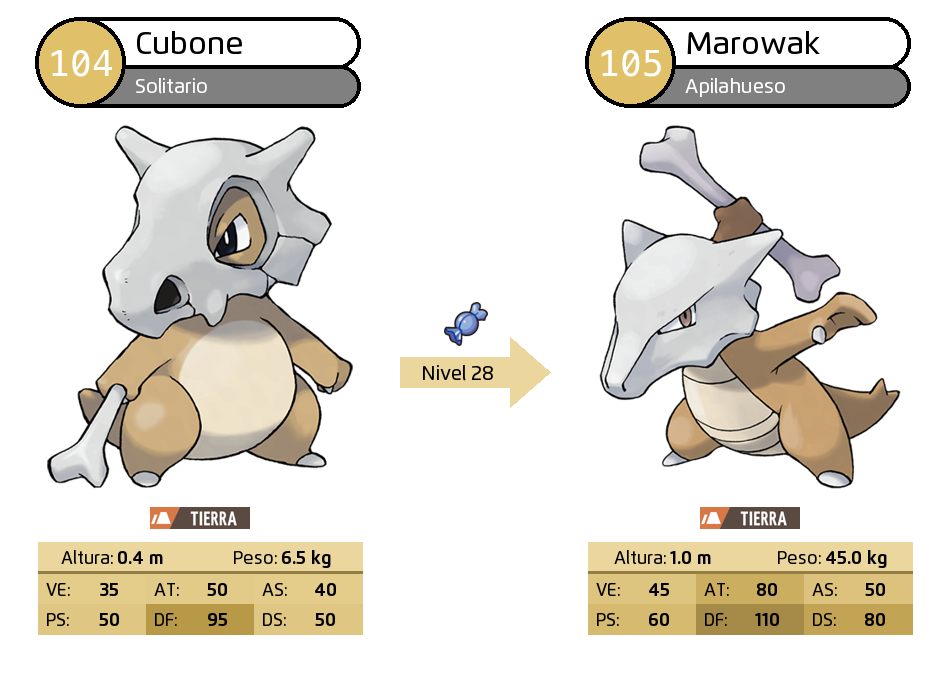 104
Cubone
Solitario
105
Marowak
Apilahueso
Nivel 28
TIERRA
Altura: 0.4 m Peso: 6.5 kg
VE: 35 AT: 50 AS: 40
PS: 50 DF: 95 DS: 50
TIERRA
Altura: 1.0 m Peso: 45.0 kg
VE: 45 AT: 80 AS: 50
PS: 60 DF: 110 DS: 80